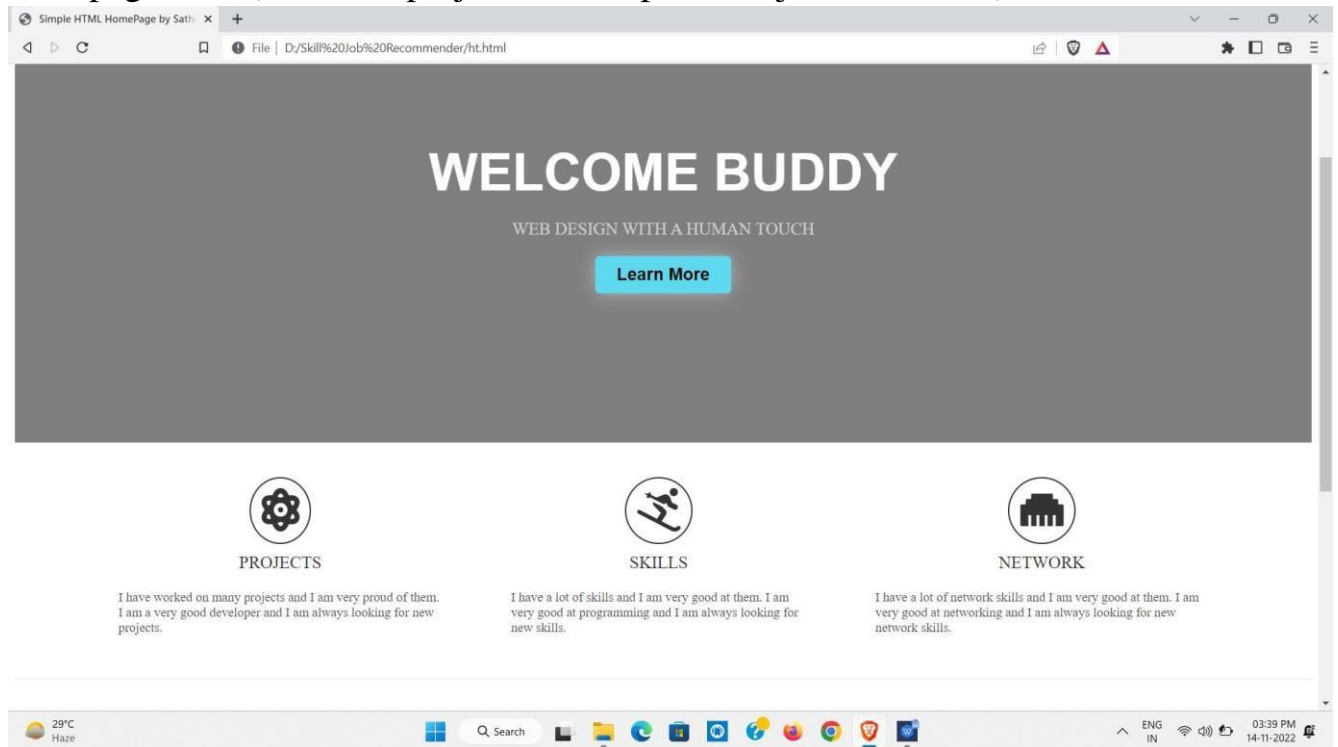 Simple HTML HomePage by Sath
File | D:/Skill%20Job%20Recommender/ht.html
WELCOME BUDDY
WEB DESIGN WITH A HUMAN TOUCH
Learn More
PROJECTS
I have worked on many projects and I am very proud of them.
I am a very good developer and I am always looking for new
projects.
SKILLS
I have a lot of skills and I am very good at them. I am
very good at programming and I am always looking for
new skills.
NETWORK
I have a lot of network skills and I am very good at them. I am
very good at networking and I am always looking for new
network skills.
29°C
Haze
Search
ENG
IN
03:39 PM
14-11-2022